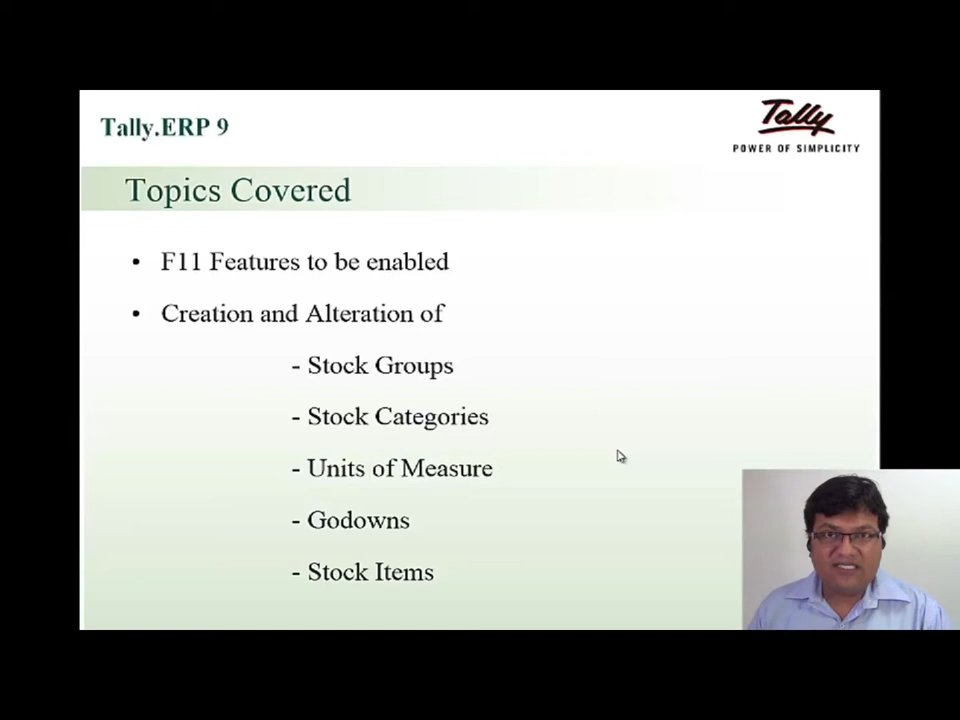 Tally.ERP 9
Tally
POWER OF SIMPLICITY
Topics Covered
• F11 Features to be enabled
• Creation and Alteration of
- Stock Groups
- Stock Categories
- Units of Measure
- Godowns
- Stock Items